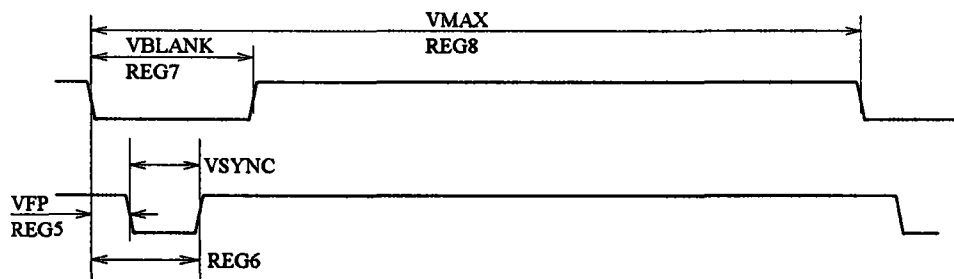 VMAX
REG8
VBLANK
REG7
VSYNC
VFP
REG5
REG6